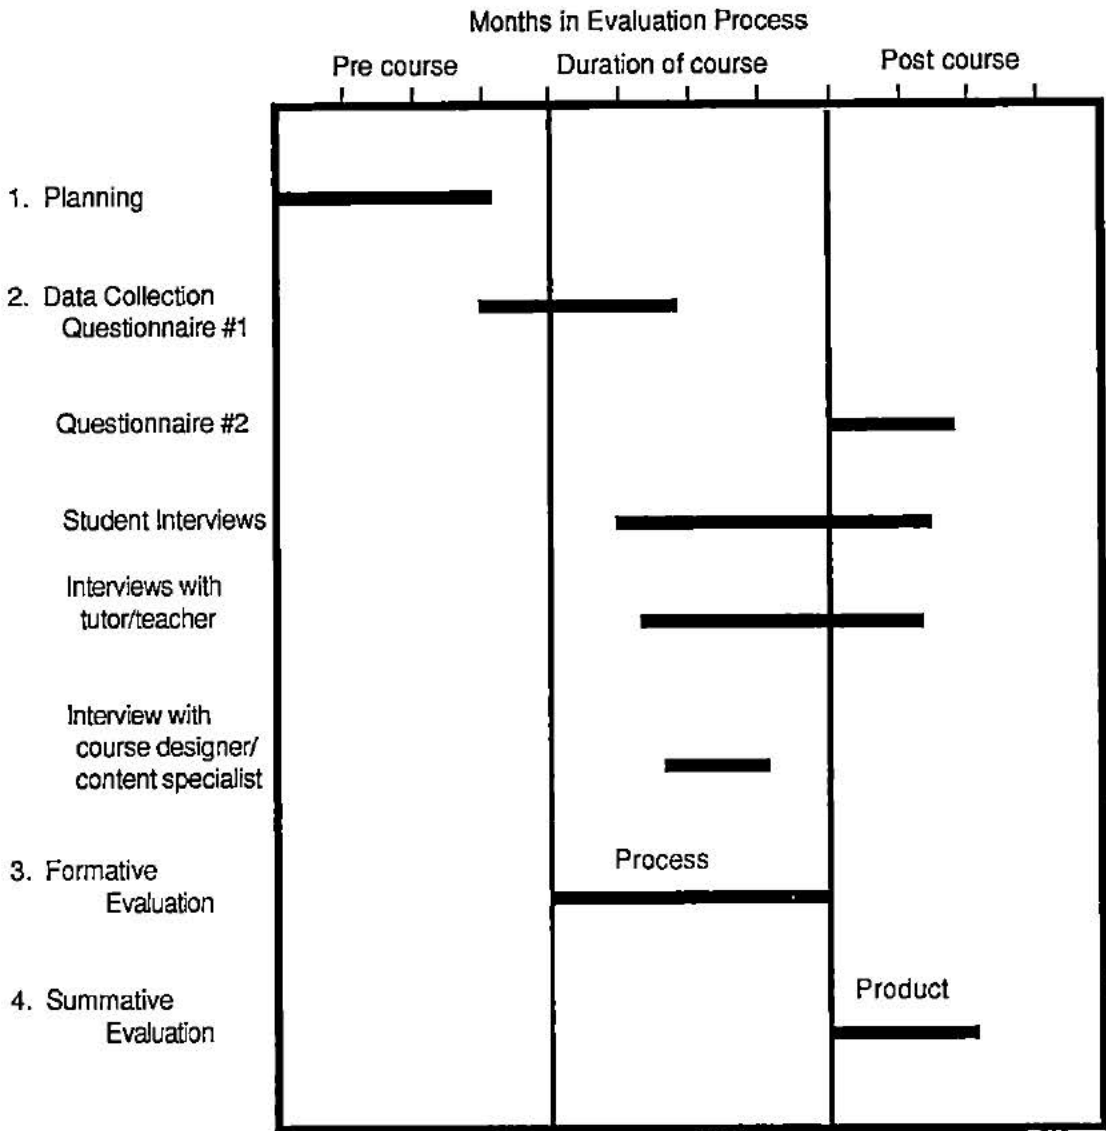 Months in Evaluation Process
Pre course Duration of course Post course
1. Planning
2. Data Collection
Questionnaire #1
Questionnaire #2
Student Interviews
Interviews with
tutor/teacher
Interview with
course designer/
content specialist
Process
3. Formative
Evaluation
Product
4. Summative
Evaluation